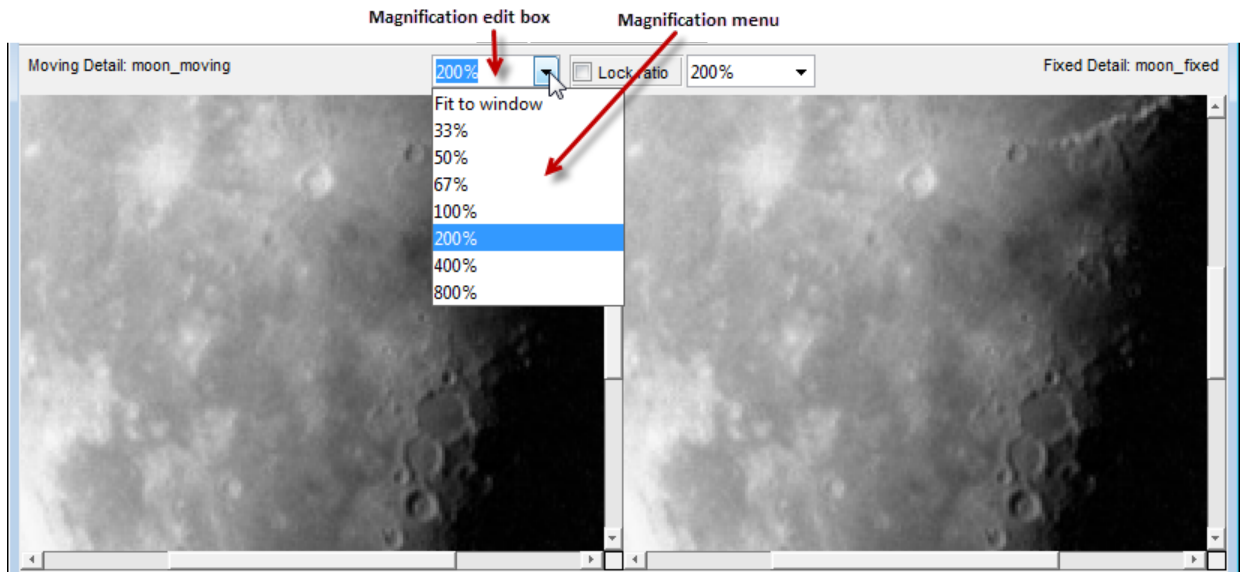 Magnification edit box
Magnification menu
Moving Detail: moon_moving
200%
Lock ratio
200%
Fixed Detail: moon_fixed
Fit to window
33%
50%
67%
100%
200%
400%
800%